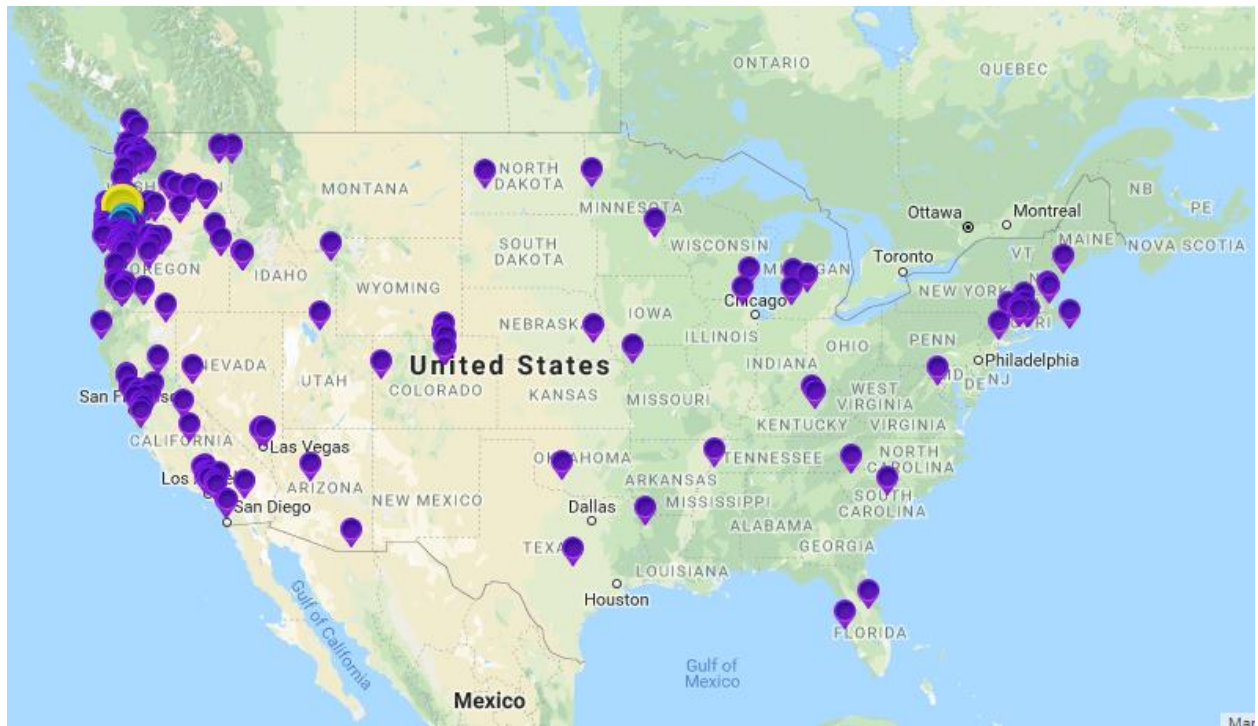 ONTARIO
QUEBEC
NB
PE
NOVA SCOTIA
Ottawa
Montreal
MAINE
VT
Toronto
NORTH
DAKOTA
MONTANA
MINNESOTA
WISCONSIN
SOUTH
DAKOTA
OREGON
IDAHO
WYOMING
NEW YORK
Chicago
IOWA
NEBRASKA
ILLINOIS
INDIANA
OHIO
PENN
Philadelphia
NEVADA
UTAH
COLORADO
United States
KANSAS
MISSOURI
WEST
VIRGINIA
DE
NJ
KENTUCKY
VIRGINIA
CALIFORNIA
Las Vegas
ARIZONA
NEW MEXICO
TENNESSEE
NORTH
CAROLINA
ARKANSAS
MISSISSIPPI
SOUTH
CAROLINA
San Diego
Dallas
ALABAMA
GEORGIA
LOUISIANA
Houston
FLORIDA
Gulf of California
Gulf of
Mexico
Mexico